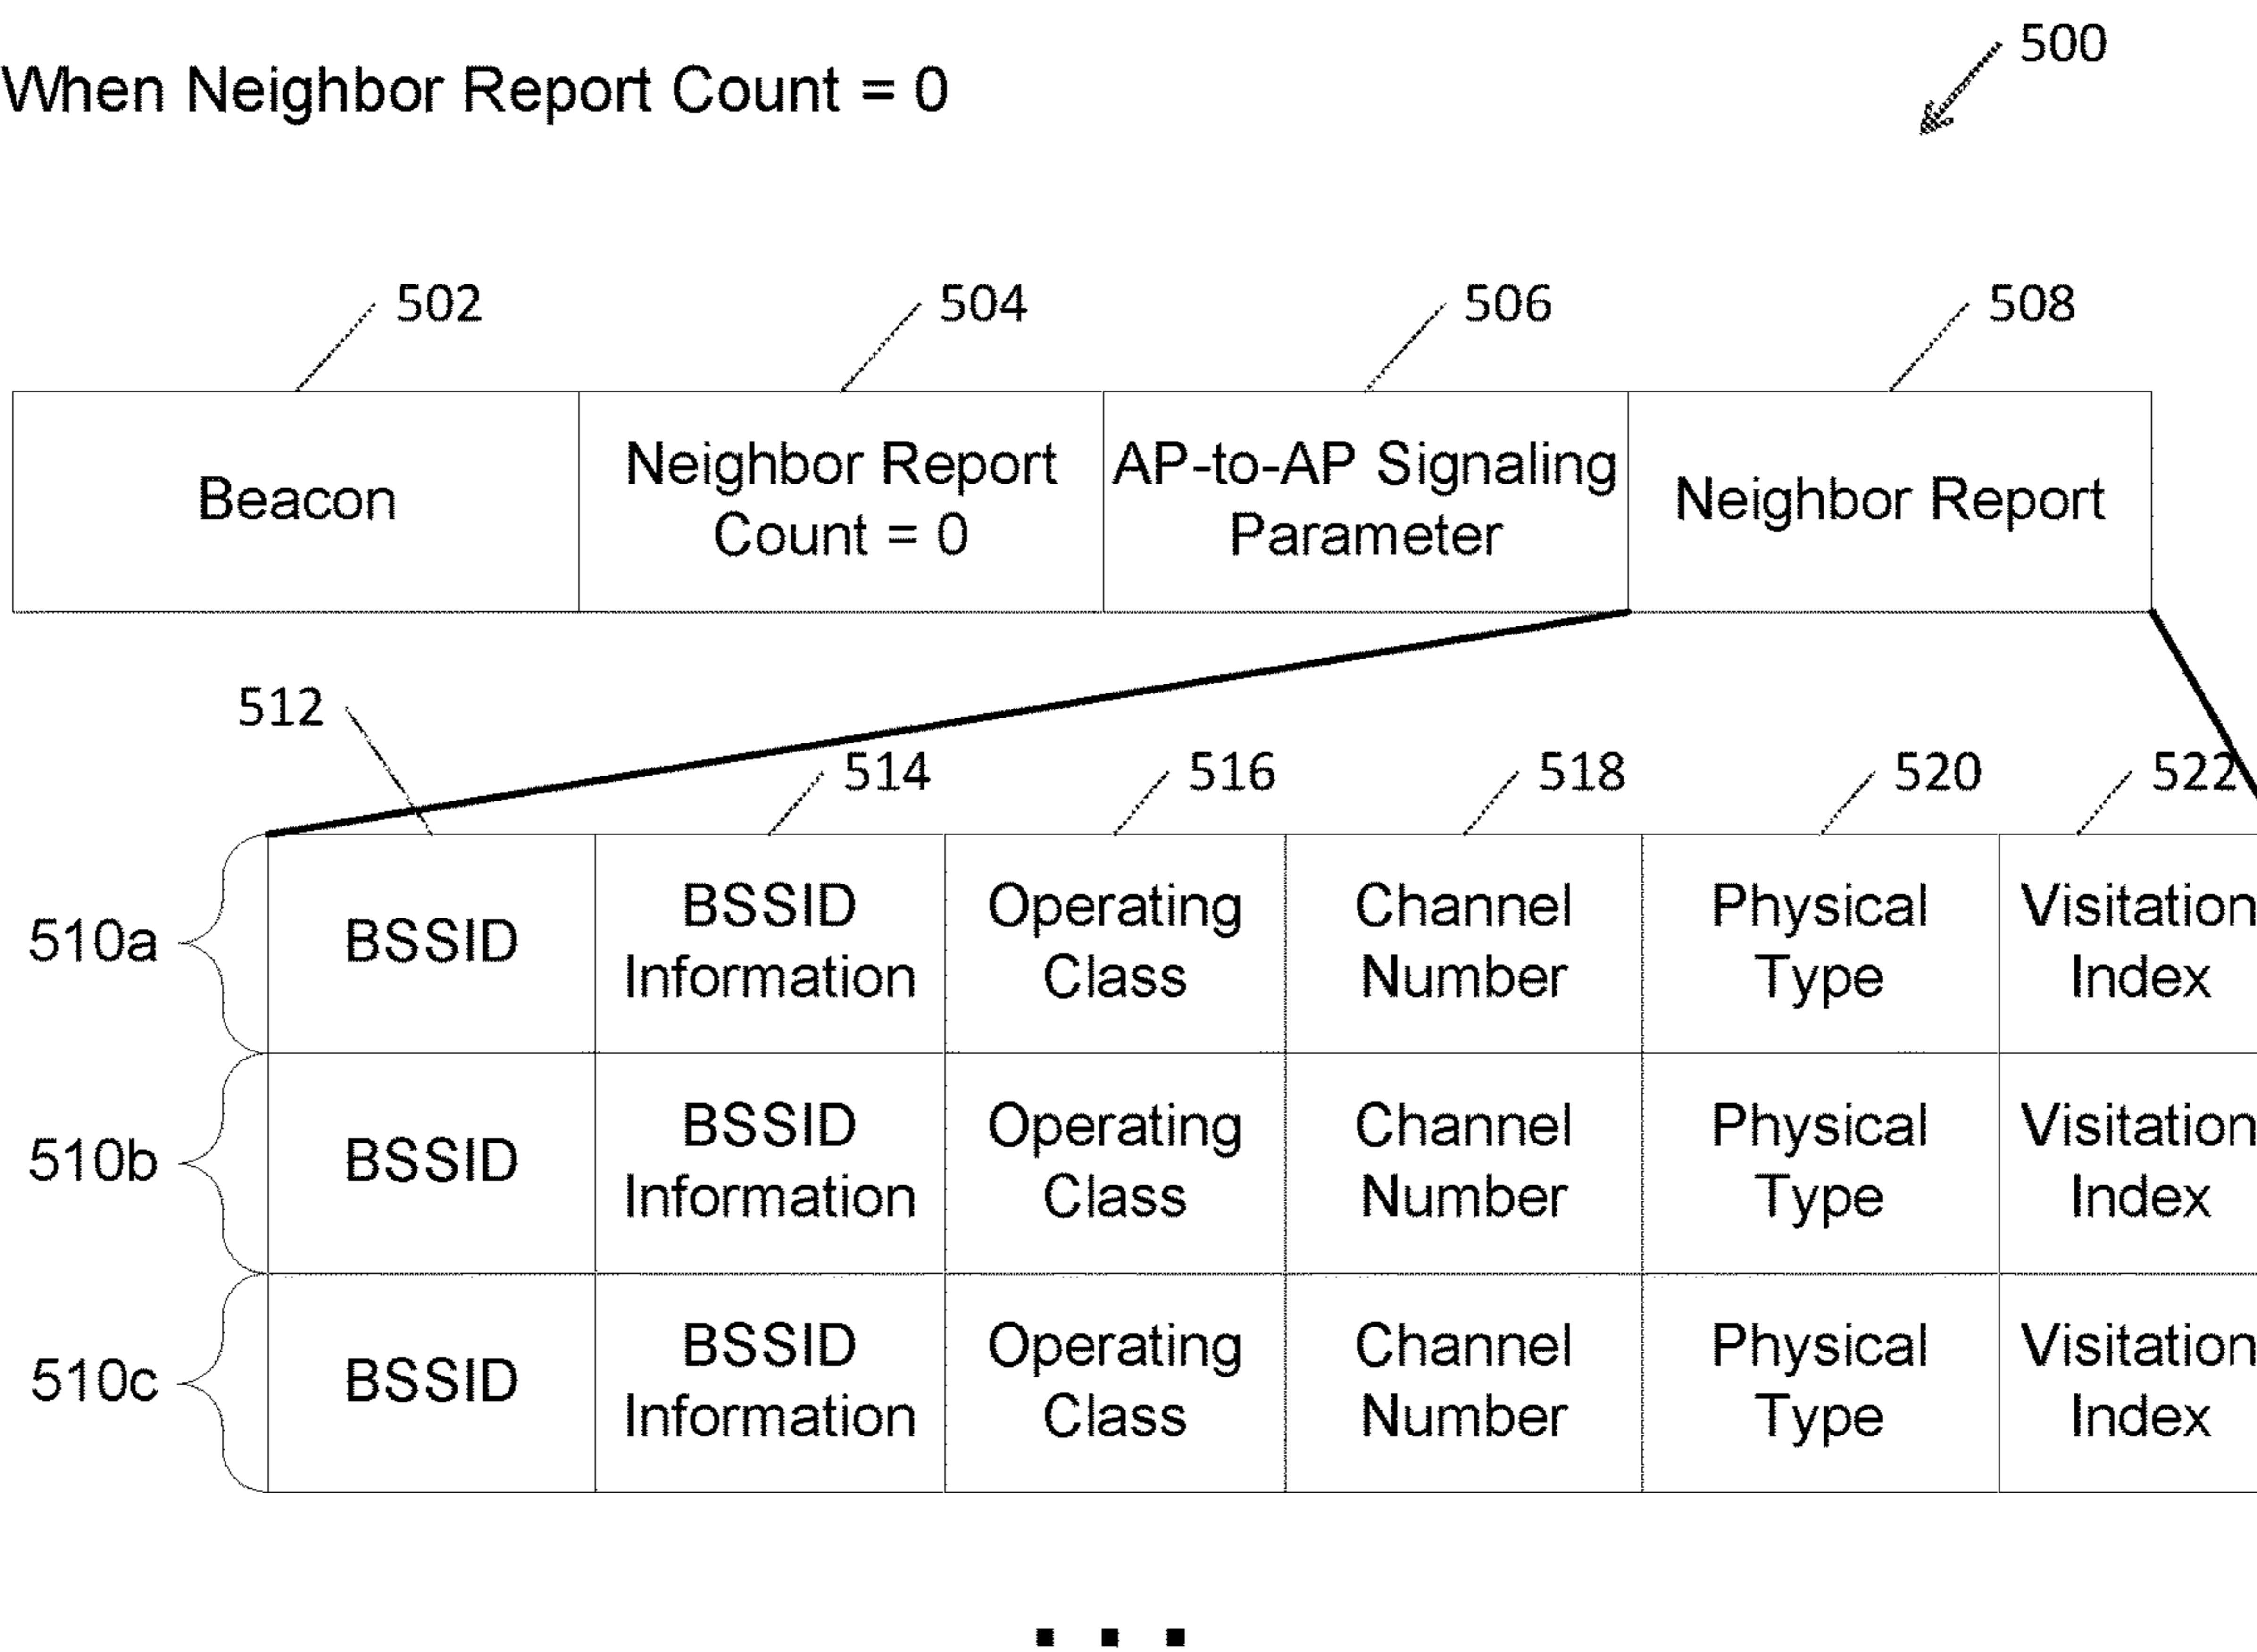 When Neighbor Report Count = 0
500
502
504
506
508
Beacon
Neighbor Report
Count = 0
AP-to-AP Signaling
Parameter
Neighbor Report
512
514
516
518
520
522
510a
BSSID
BSSID
Information
Operating
Class
Channel
Number
Physical
Type
Visitation
Index
510b
BSSID
BSSID
Information
Operating
Class
Channel
Number
Physical
Type
Visitation
Index
510c
BSSID
BSSID
Information
Operating
Class
Channel
Number
Physical
Type
Visitation
Index
...